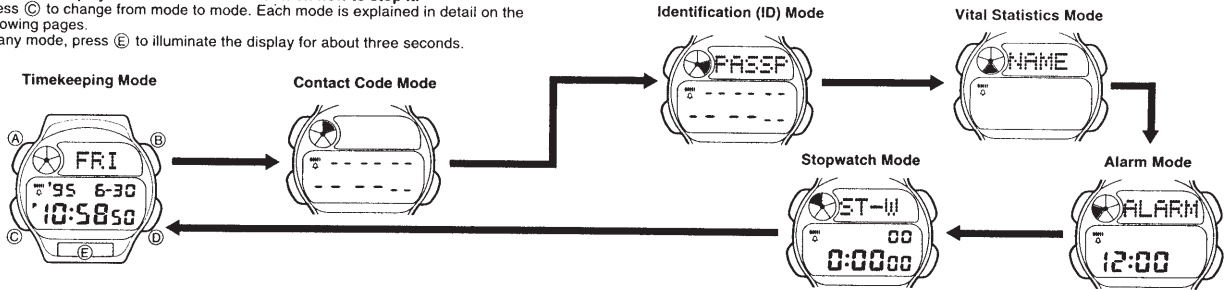 Press Ⓒ to change from mode to mode. Each mode is explained in detail on the
following pages.
any mode, press Ⓔ to illuminate the display for about three seconds.
Timekeeping Mode
Ⓐ
Ⓑ
FRI
'95 6-30
10:58 50
Ⓒ
Ⓓ
Ⓔ
Contact Code Mode
Identification (ID) Mode
PASSP
Vital Statistics Mode
NAME
Alarm Mode
ALARM
12:00
Stopwatch Mode
ST-W
00
0:00 00